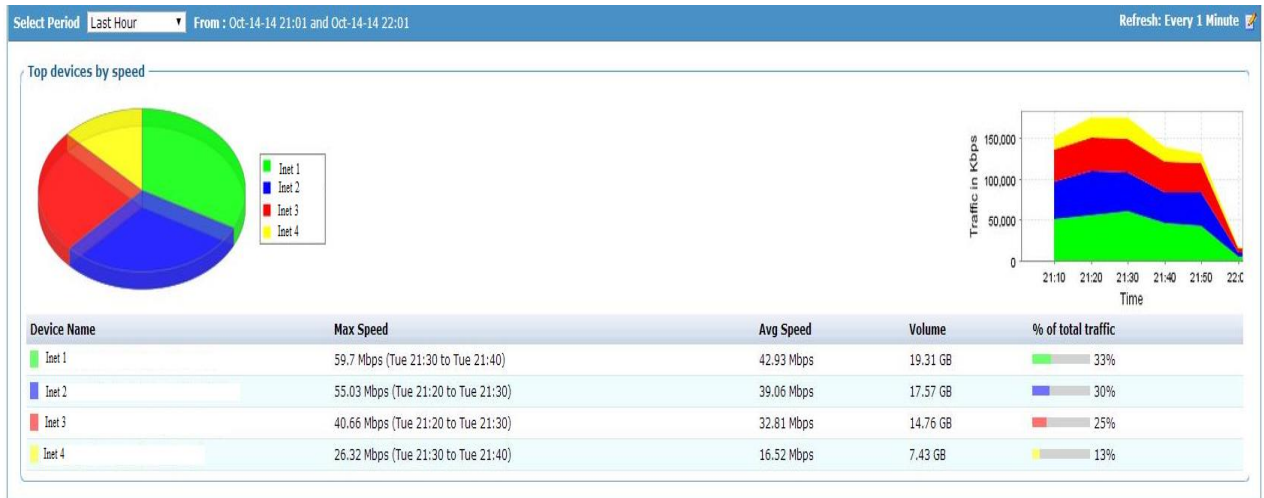 Select Period Last Hour From : Oct-14-14 21:01 and Oct-14-14 22:01 Refresh: Every 1 Minute
Top devices by speed
Inet 1
Inet 2
Inet 3
Inet 4
Traffic in Kbps
150,000
100,000
50,000
0
21:10 21:20 21:30 21:40 21:50 22:0
Time
Device Name Max Speed Avg Speed Volume % of total traffic
Inet 1 59.7 Mbps (Tue 21:30 to Tue 21:40) 42.93 Mbps 19.31 GB 33%
Inet 2 55.03 Mbps (Tue 21:20 to Tue 21:30) 39.06 Mbps 17.57 GB 30%
Inet 3 40.66 Mbps (Tue 21:20 to Tue 21:30) 32.81 Mbps 14.76 GB 25%
Inet 4 26.32 Mbps (Tue 21:30 to Tue 21:40) 16.52 Mbps 7.43 GB 13%